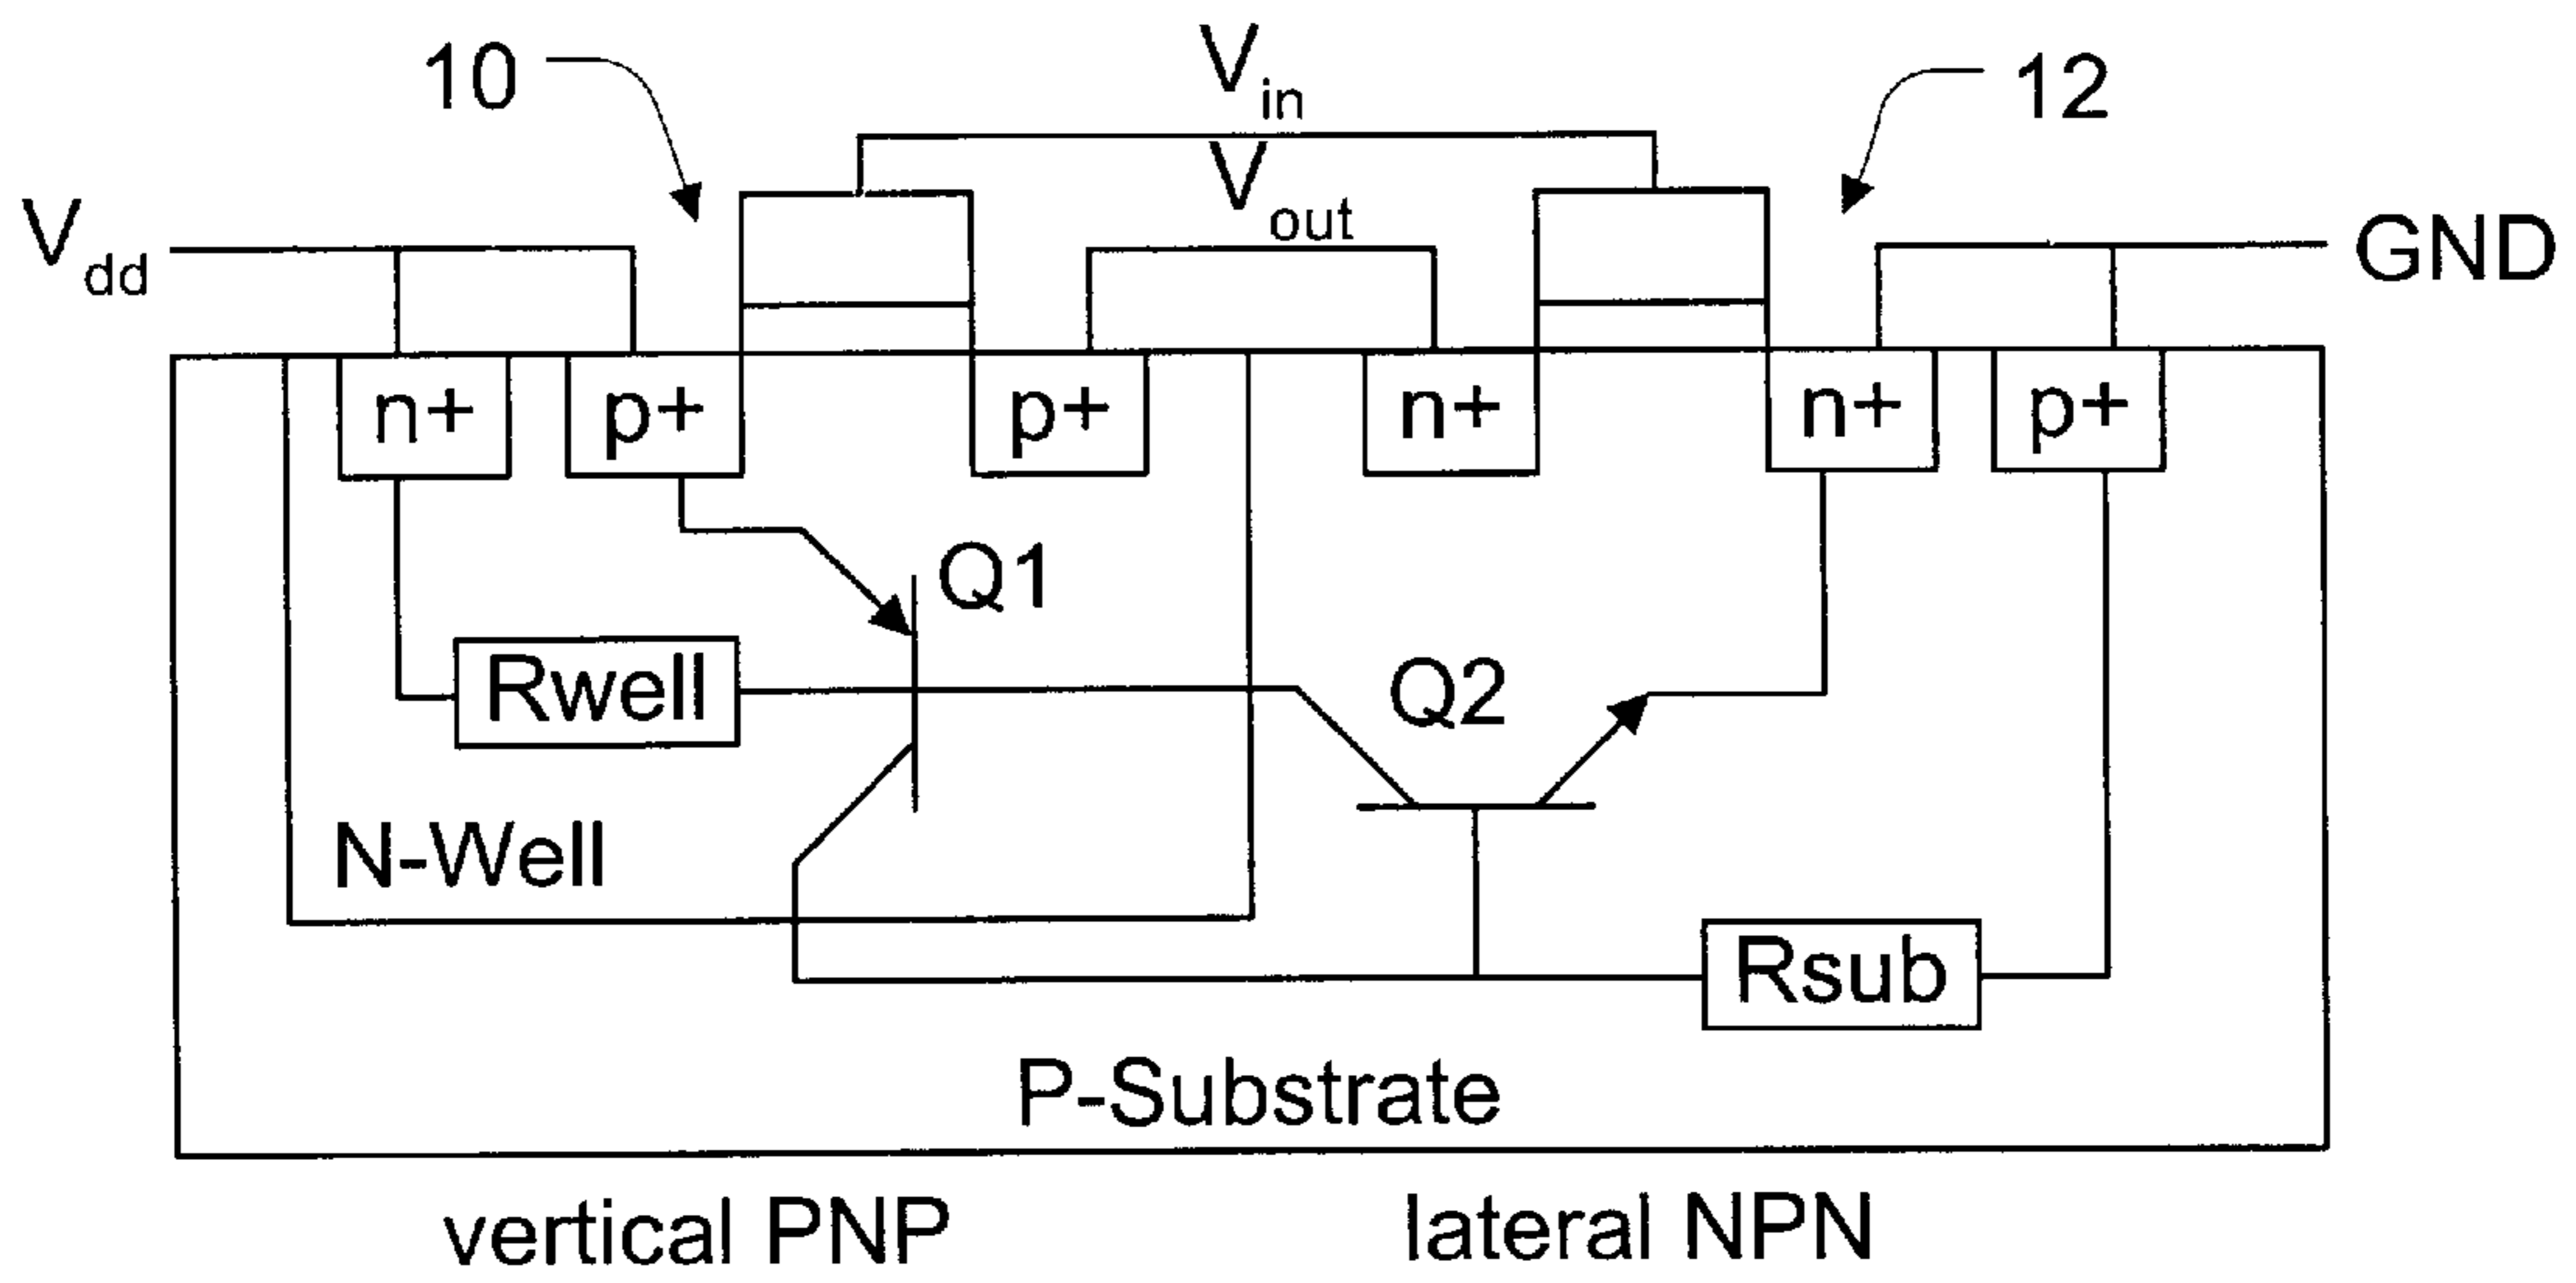 10
Vin
12
Vdd
Vout
GND
n+
p+
p+
n+
n+
p+
Q1
Rwell
Q2
N-Well
Rsub
P-Substrate
vertical PNP
lateral NPN